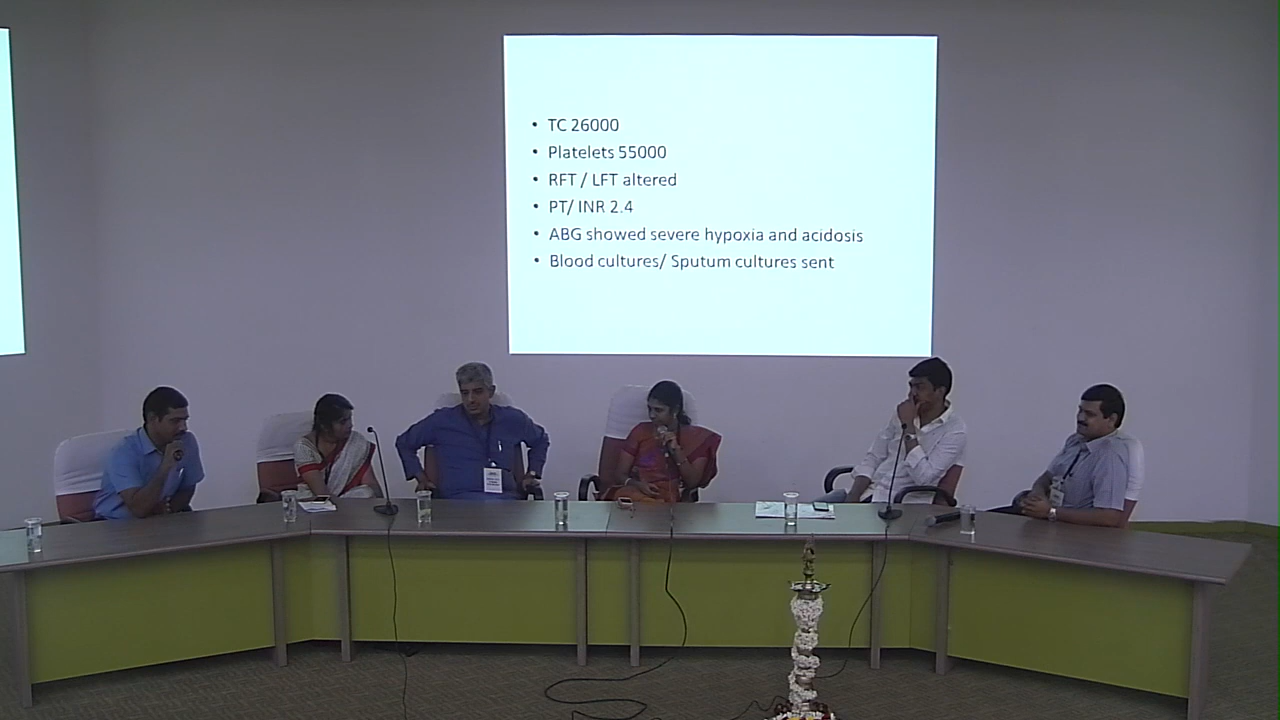 • TC 26000
• Platelets 55000
• RFT / LFT altered
• PT/ INR 2.4
• ABG showed severe hypoxia and acidosis
• Blood cultures/ Sputum cultures sent